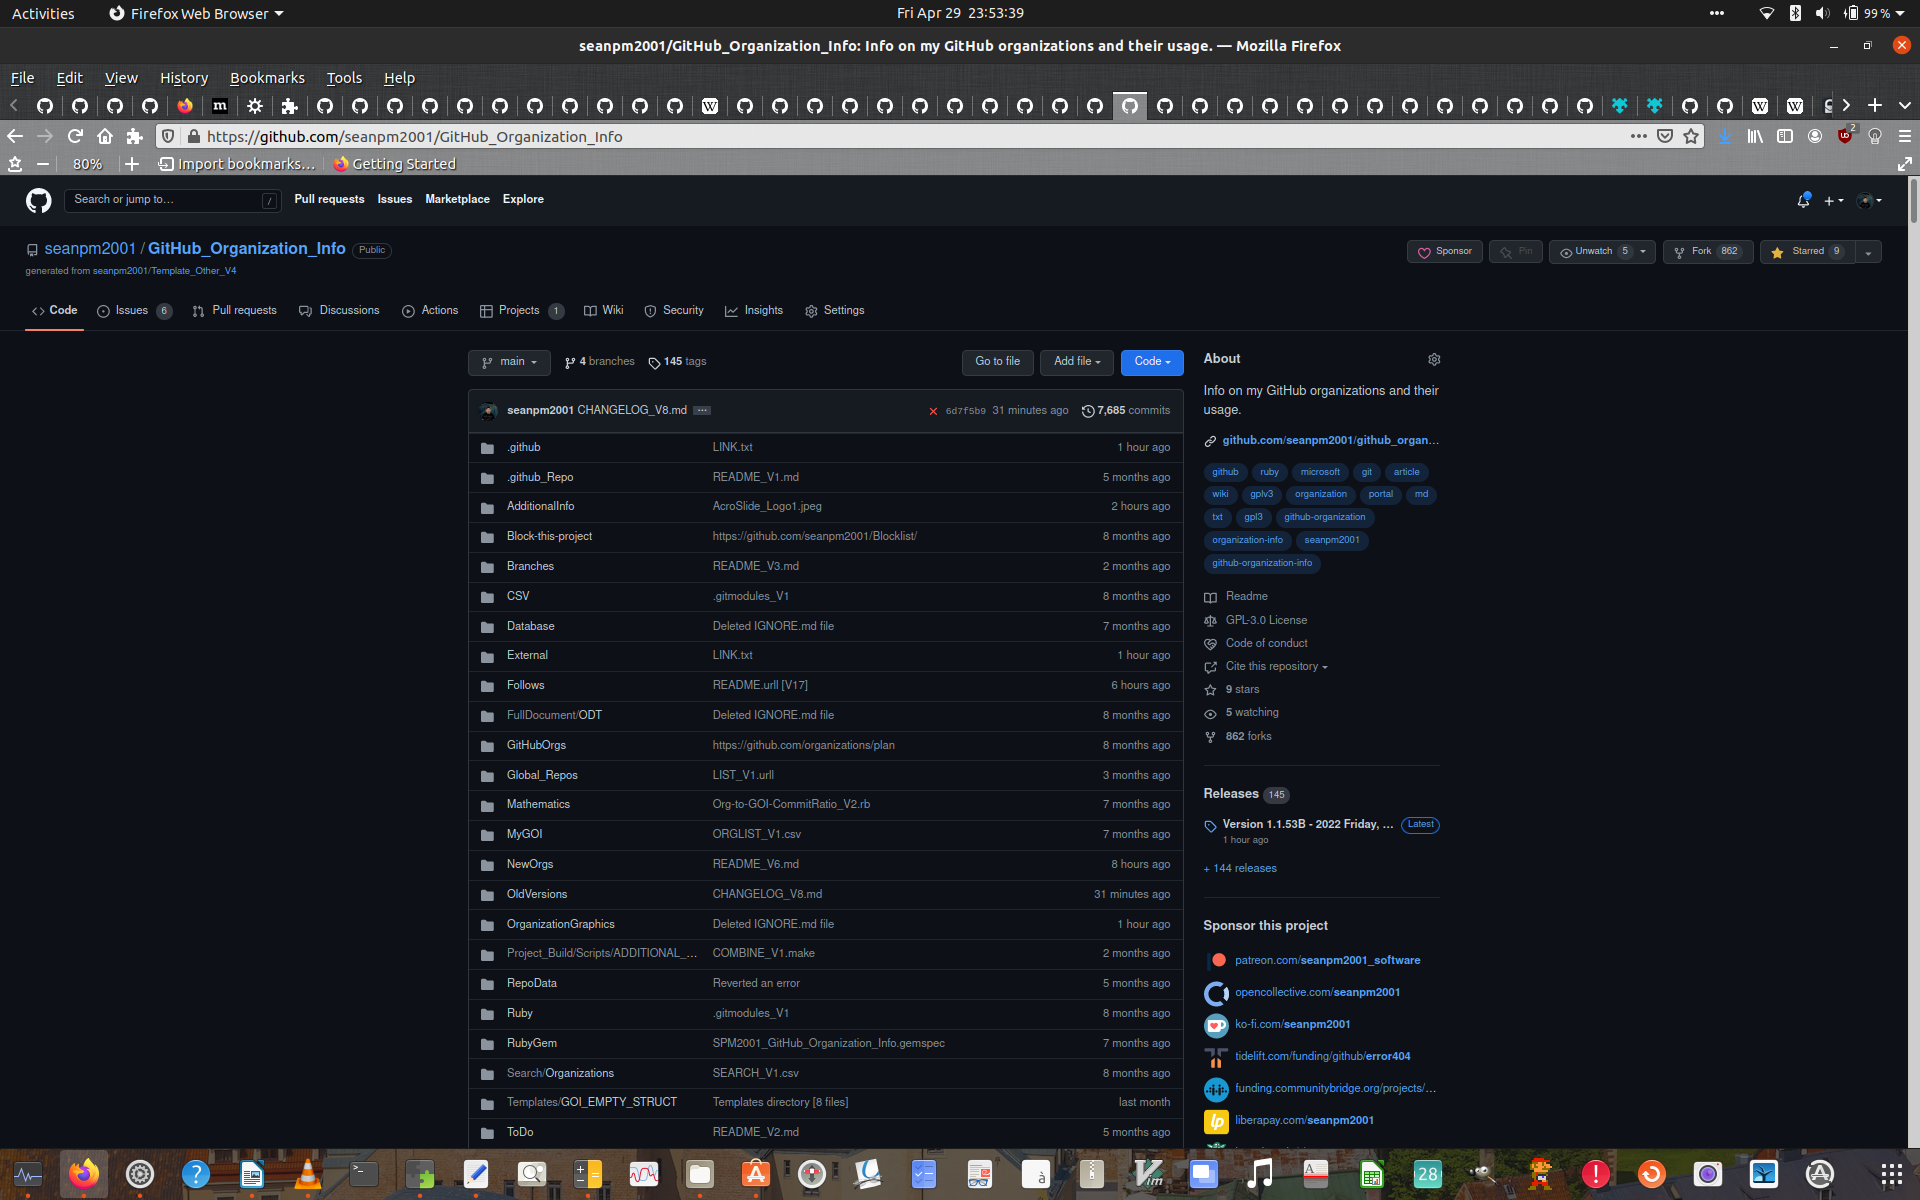 Activities
Firefox Web Browser
Fri Apr 29 23:53:39
99 %
seanpm2001/GitHub_Organization_Info: Info on my GitHub organizations and their usage. — Mozilla Firefox
File Edit View History Bookmarks Tools Help
https://github.com/seanpm2001/GitHub_Organization_Info
2
80%
Import bookmarks…
Getting Started
Search or jump to…
/
Pull requests Issues Marketplace Explore
seanpm2001 / GitHub_Organization_Info Public
generated from seanpm2001/Template_Other_V4
Sponsor
Pin
Unwatch 5
Fork 862
Starred 9
Code
Issues 6
Pull requests
Discussions
Actions
Projects 1
Wiki
Security
Insights
Settings
main
4 branches
145 tags
Go to file
Add file
Code
seanpm2001 CHANGELOG_V8.md
6d7f5b9 31 minutes ago
7,685 commits
.github LINK.txt 1 hour ago
.github_Repo README_V1.md 5 months ago
AdditionalInfo AcroSlide_Logo1.jpeg 2 hours ago
Block-this-project https://github.com/seanpm2001/Blocklist/ 8 months ago
Branches README_V3.md 2 months ago
CSV .gitmodules_V1 8 months ago
Database Deleted IGNORE.md file 7 months ago
External LINK.txt 1 hour ago
Follows README.urll [V17] 6 hours ago
FullDocument/ODT Deleted IGNORE.md file 8 months ago
GitHubOrgs https://github.com/organizations/plan 8 months ago
Global_Repos LIST_V1.urll 3 months ago
Mathematics Org-to-GOI-CommitRatio_V2.rb 7 months ago
MyGOI ORGLIST_V1.csv 7 months ago
NewOrgs README_V6.md 8 hours ago
OldVersions CHANGELOG_V8.md 31 minutes ago
OrganizationGraphics Deleted IGNORE.md file 1 hour ago
Project_Build/Scripts/ADDITIONAL_… COMBINE_V1.make 2 months ago
RepoData Reverted an error 5 months ago
Ruby .gitmodules_V1 8 months ago
RubyGem SPM2001_GitHub_Organization_Info.gemspec 7 months ago
Search/Organizations SEARCH_V1.csv 8 months ago
Templates/GOI_EMPTY_STRUCT Templates directory [8 files] last month
ToDo README_V2.md 5 months ago
About
Info on my GitHub organizations and their
usage.
github.com/seanpm2001/github_organ…
github ruby microsoft git article
wiki gplv3 organization portal md
txt gpl3 github-organization
organization-info seanpm2001
github-organization-info
Readme
GPL-3.0 License
Code of conduct
Cite this repository
9 stars
5 watching
862 forks
Releases 145
Version 1.1.53B - 2022 Friday, … Latest
1 hour ago
+ 144 releases
Sponsor this project
patreon.com/seanpm2001_software
opencollective.com/seanpm2001
ko-fi.com/seanpm2001
tidelift.com/funding/github/error404
funding.communitybridge.org/projects/…
lp
liberapay.com/seanpm2001
28